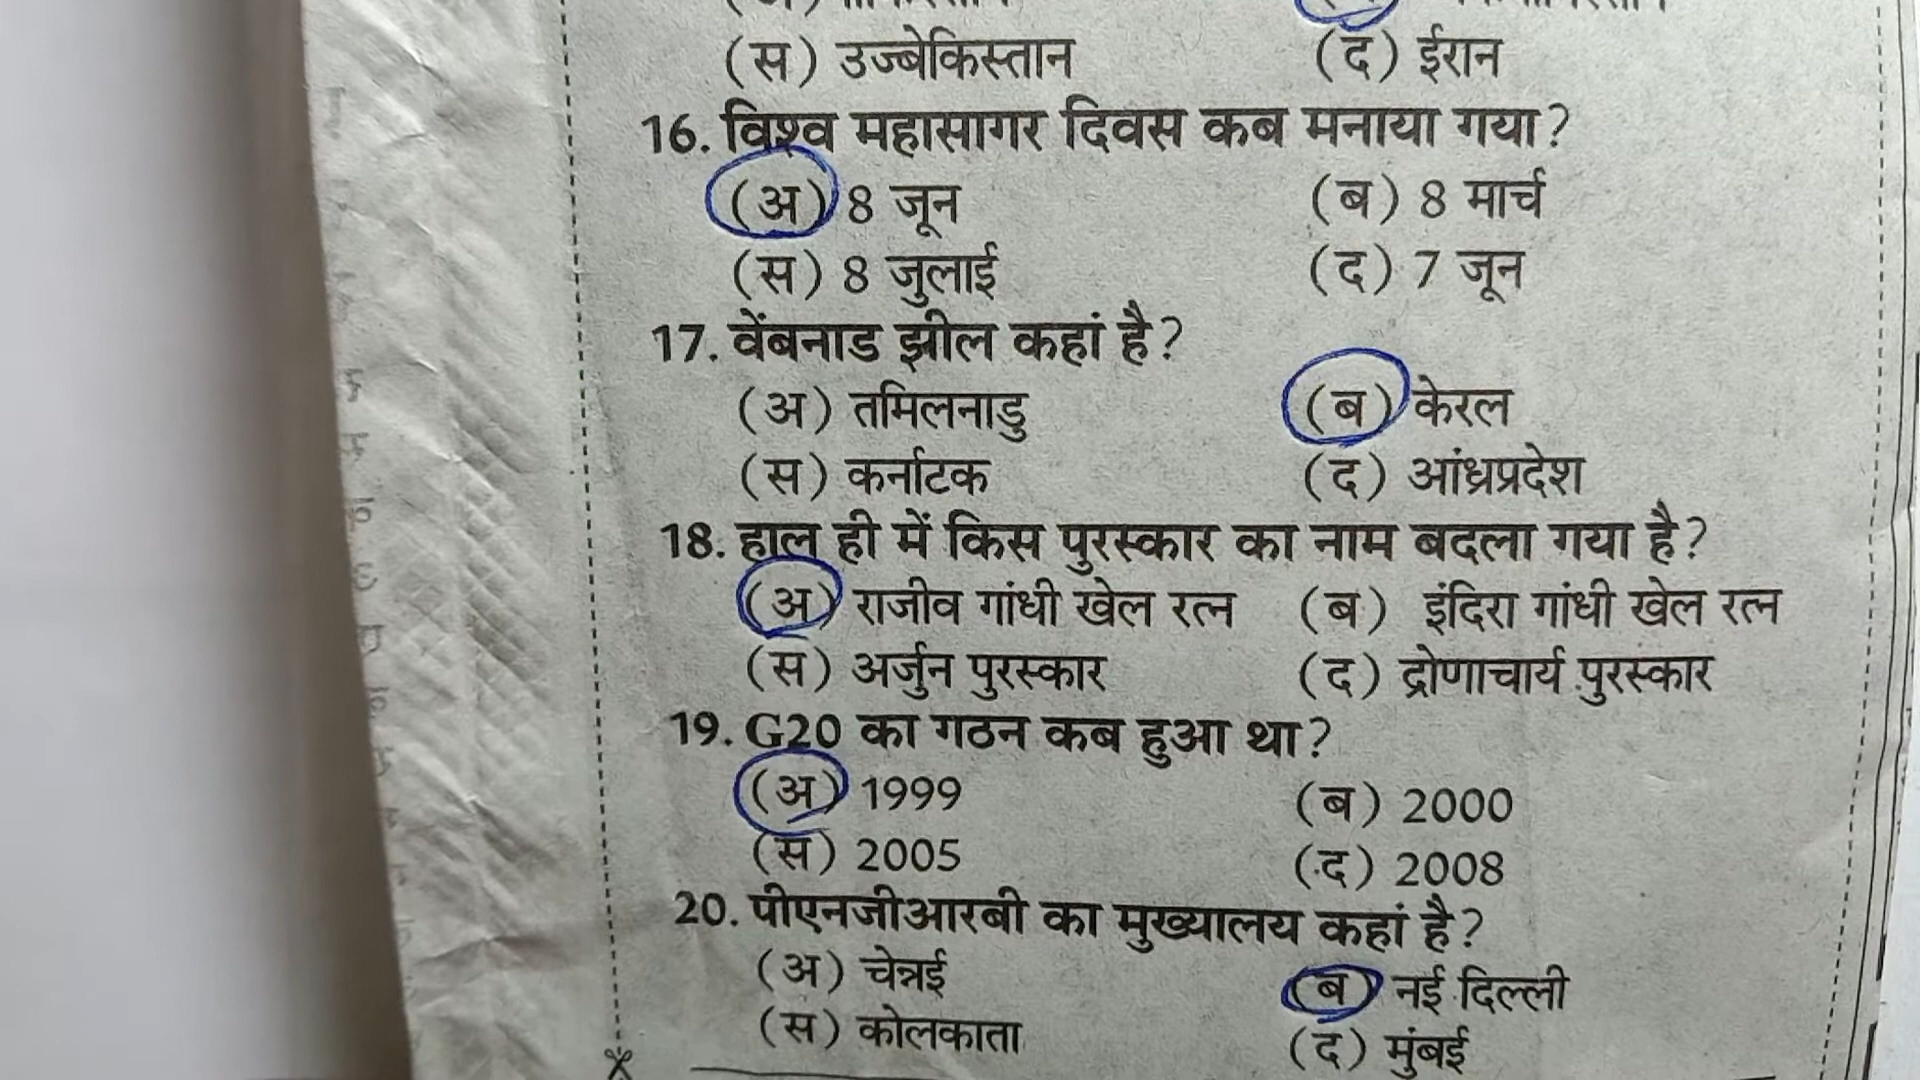 (स) उज्बेकिस्तान (द) ईरान
16. विश्व महासागर दिवस कब मनाया गया?
(अ) 8 जून (ब) 8 मार्च
(स) 8 जुलाई (द) 7 जून
17. वेंबनाड झील कहां है?
(अ) तमिलनाडु (ब) केरल
(स) कर्नाटक (द) आंध्रप्रदेश
18. हाल ही में किस पुरस्कार का नाम बदला गया है?
(अ) राजीव गांधी खेल रत्न (ब) इंदिरा गांधी खेल रत्न
(स) अर्जुन पुरस्कार (द) द्रोणाचार्य पुरस्कार
19. G20 का गठन कब हुआ था?
(अ) 1999 (ब) 2000
(स) 2005 (द) 2008
20. पीएनजीआरबी का मुख्यालय कहां है?
(अ) चेन्नई (ब) नई दिल्ली
(स) कोलकाता (द) मुंबई